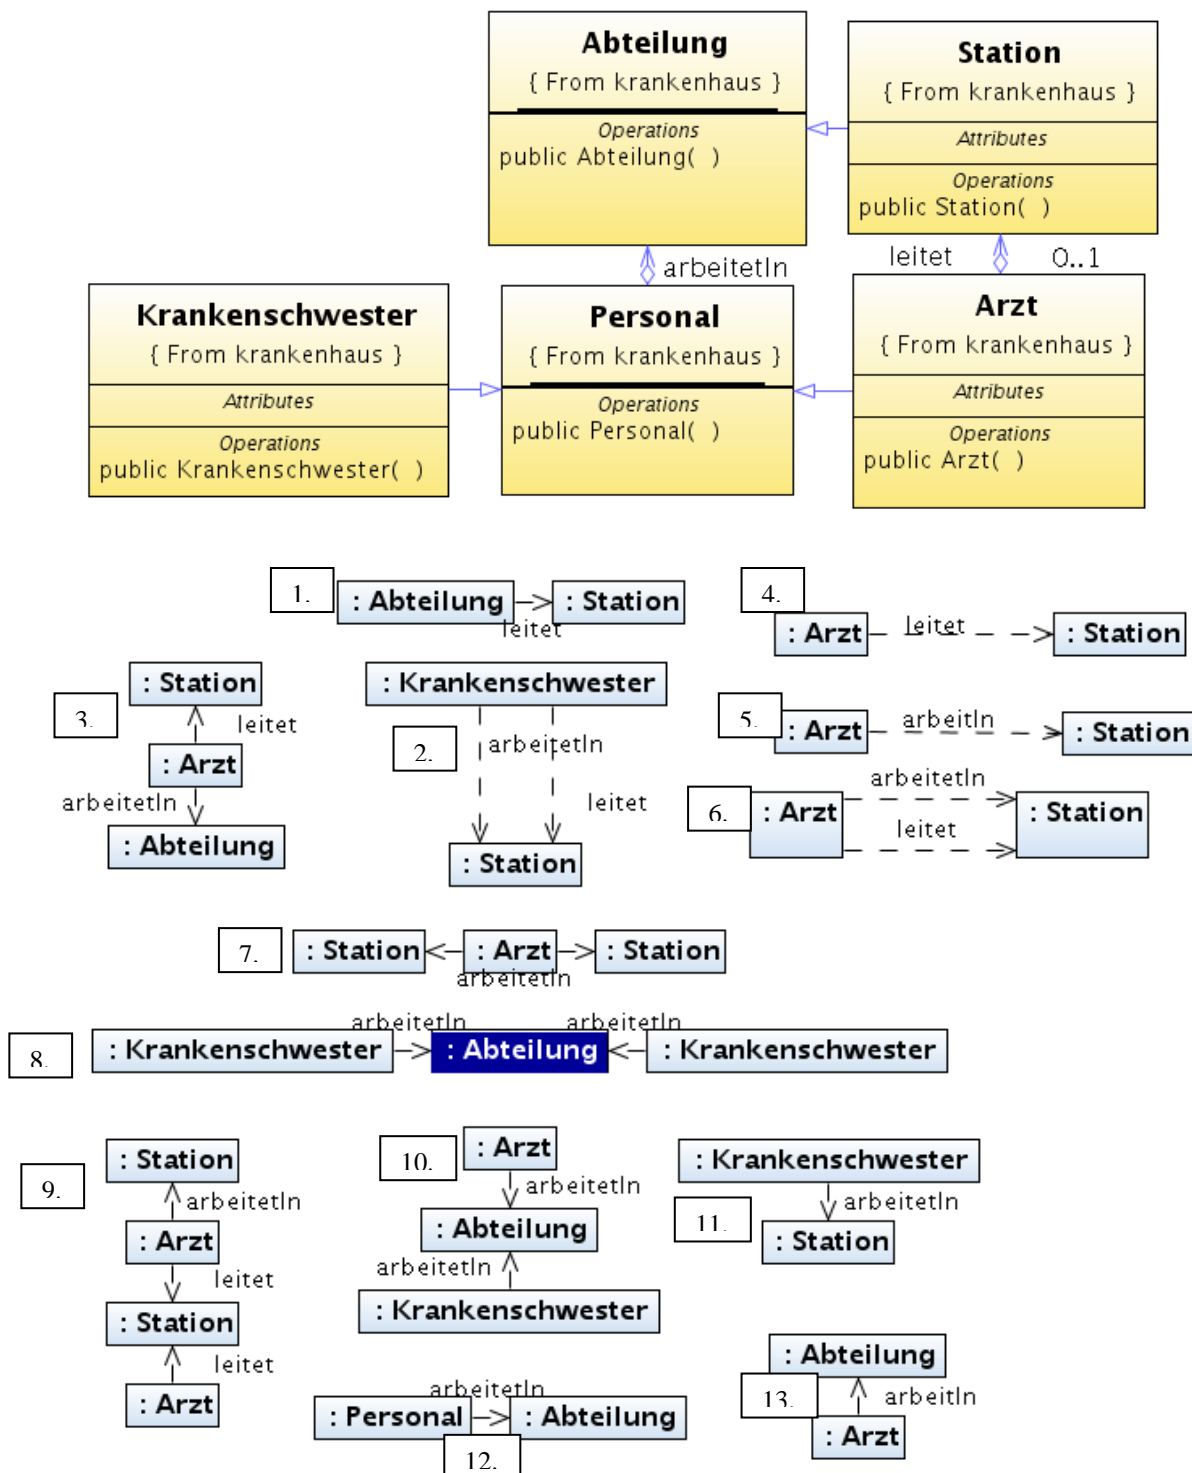 Abteilung
{ From krankenhaus }
Operations
public Abteilung(  )
Station
{ From krankenhaus }
Attributes
Operations
public Station(  )
arbeitetIn
leitet
0..1
Krankenschwester
{ From krankenhaus }
Attributes
Operations
public Krankenschwester(  )
Personal
{ From krankenhaus }
Operations
public Personal(  )
Arzt
{ From krankenhaus }
Attributes
Operations
public Arzt(  )
1.
: Abteilung
: Station
leitet
4.
: Arzt
leitet
: Station
3.
: Station
leitet
: Arzt
arbeitetIn
: Abteilung
2.
: Krankenschwester
arbeitetIn
leitet
: Station
5.
: Arzt
arbeitIn
: Station
6.
: Arzt
arbeitetIn
leitet
: Station
7.
: Station
: Arzt
: Station
arbeitetIn
8.
arbeitetIn
arbeitetIn
: Krankenschwester
: Abteilung
: Krankenschwester
9.
: Station
arbeitetIn
: Arzt
leitet
: Station
leitet
: Arzt
10.
: Arzt
arbeitetIn
: Abteilung
arbeitetIn
: Krankenschwester
: Krankenschwester
11.
arbeitetIn
: Station
arbeitetIn
: Personal
: Abteilung
12.
: Abteilung
13.
arbeitIn
: Arzt